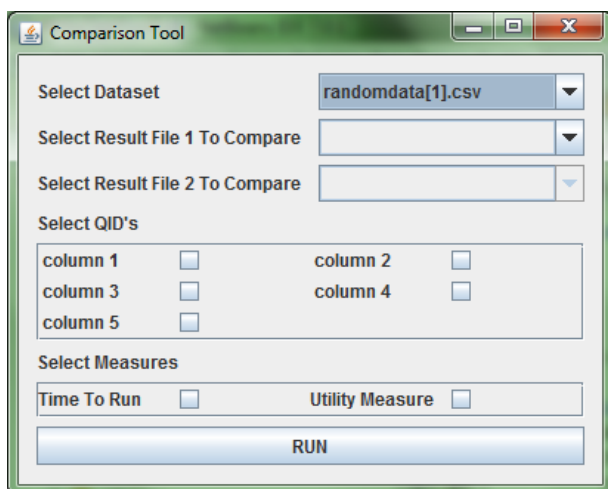 Comparison Tool
Select Dataset randomdata[1].csv
Select Result File 1 To Compare
Select Result File 2 To Compare
Select QID's
column 1 column 2
column 3 column 4
column 5
Select Measures
Time To Run Utility Measure
RUN